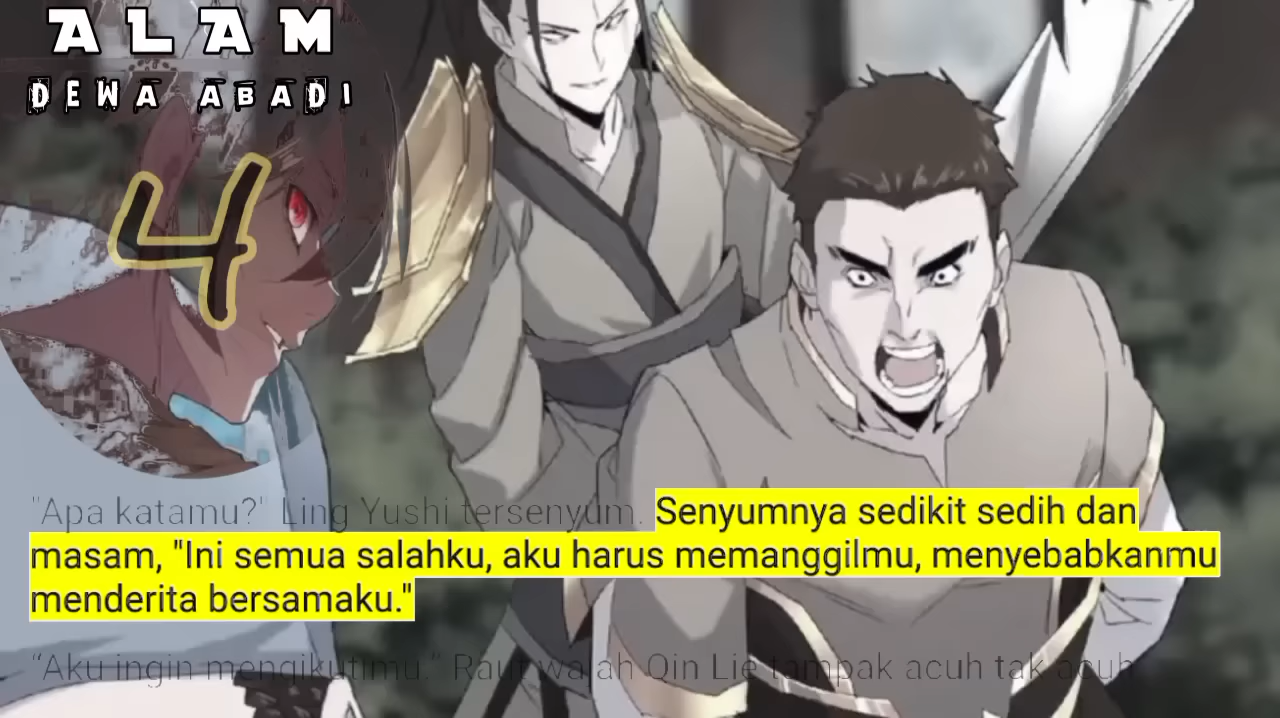 ALAM
DEWA ABADI
4
"Apa katamu?" Ling Yushi tersenyum. Senyumnya sedikit sedih dan
masam, "Ini semua salahku, aku harus memanggilmu, menyebabkanmu
menderita bersamaku."
“Aku ingin mengikutimu.” Raut wajah Qin Lie tampak acuh tak acuh